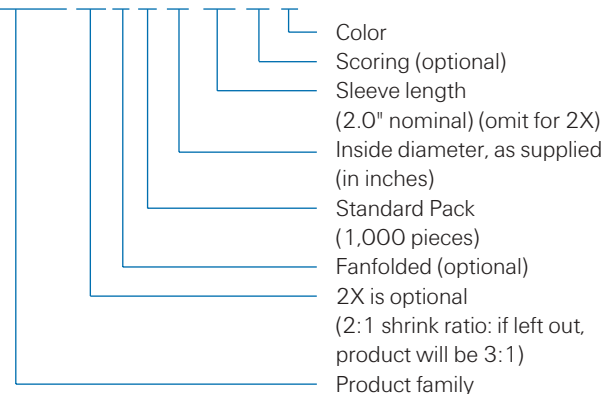 Color
Scoring (optional)
Sleeve length
(2.0" nominal) (omit for 2X)
Inside diameter, as supplied
(in inches)
Standard Pack
(1,000 pieces)
Fanfolded (optional)
2X is optional
(2:1 shrink ratio: if left out,
product will be 3:1)
Product family